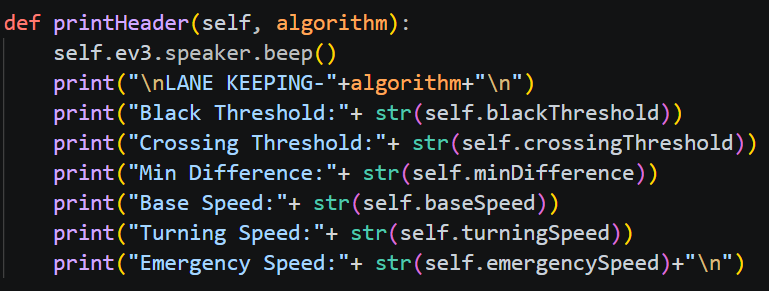 def printHeader(self, algorithm):
    self.ev3.speaker.beep()
    print("\nLANE KEEPING-"+algorithm+"\n")
    print("Black Threshold:"+ str(self.blackThreshold))
    print("Crossing Threshold:"+ str(self.crossingThreshold))
    print("Min Difference:"+ str(self.minDifference))
    print("Base Speed:"+ str(self.baseSpeed))
    print("Turning Speed:"+ str(self.turningSpeed))
    print("Emergency Speed:"+ str(self.emergencySpeed)+"\n")